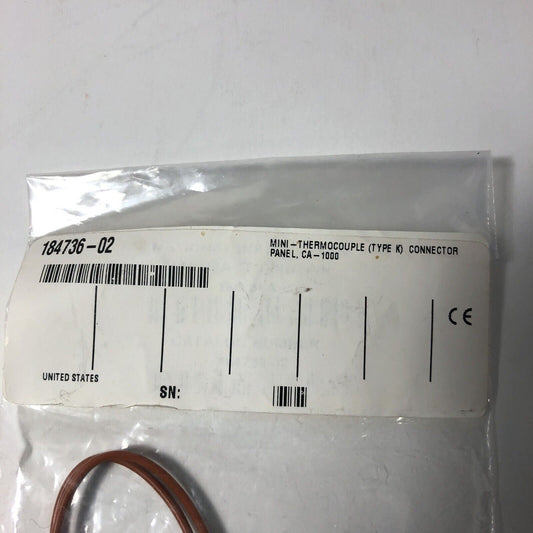 184736-02
MINI-THERMOCOUPLE (TYPE K) CONNECTOR
PANEL, CA-1000
CE
UNITED STATES
SN: